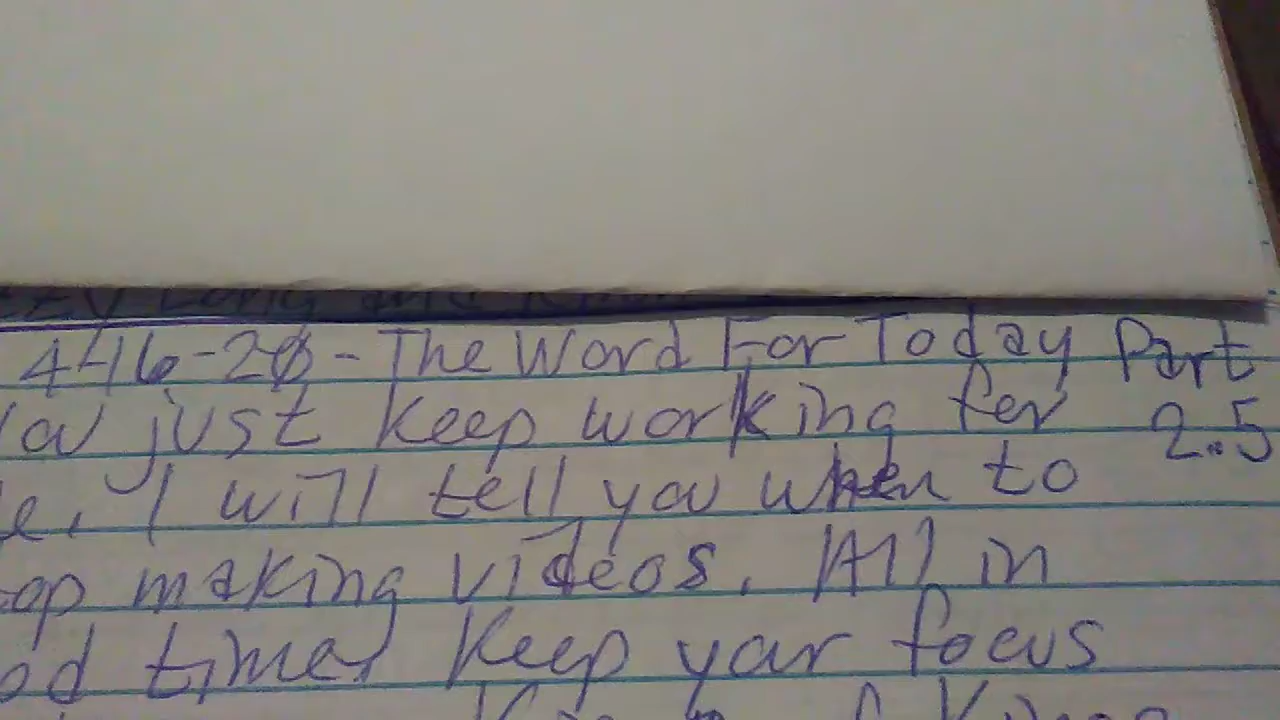 4-16-20 - The Word For Today Part
just keep working for 2.5
I will tell you when to
making videos. All in
time, keep your focus